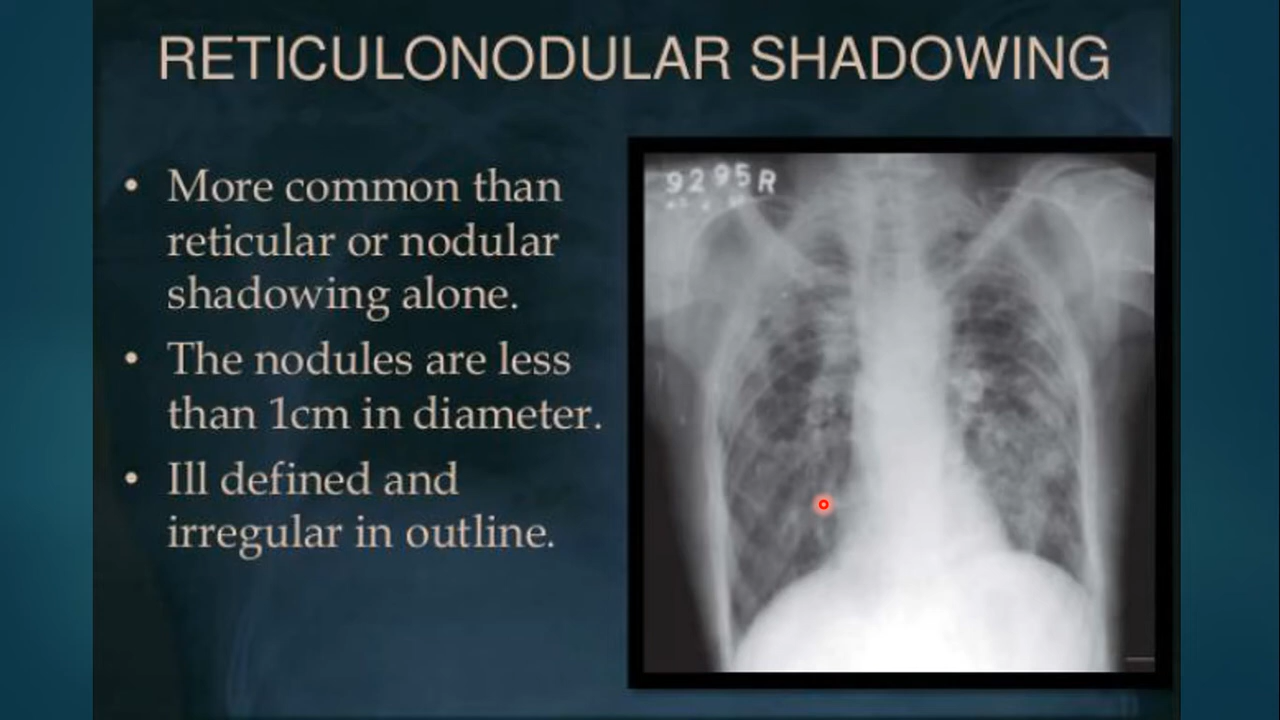 RETICULONODULAR SHADOWING
9295R
• More common than
reticular or nodular
shadowing alone.
• The nodules are less
than 1cm in diameter.
• Ill defined and
irregular in outline.